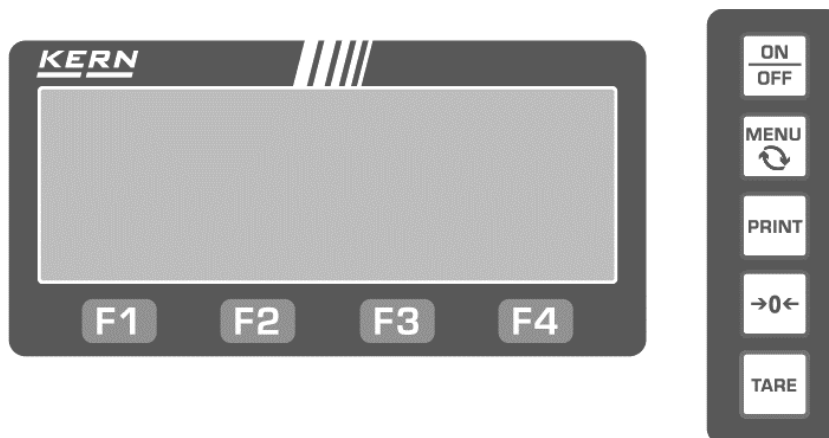 KERN
F1 F2 F3 F4
ON
OFF
MENU
PRINT
→0←
TARE